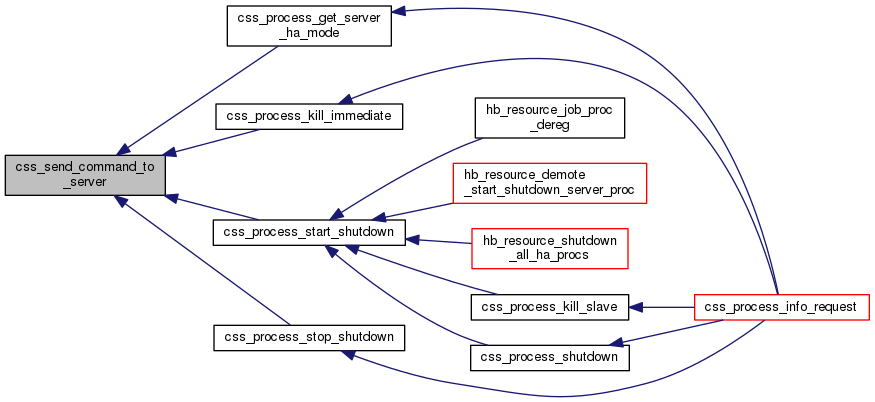 css_process_get_server
_ha_mode
css_process_kill_immediate
hb_resource_job_proc
_dereg
css_send_command_to
_server
hb_resource_demote
_start_shutdown_server_proc
css_process_start_shutdown
hb_resource_shutdown
_all_ha_procs
css_process_kill_slave
css_process_info_request
css_process_stop_shutdown
css_process_shutdown